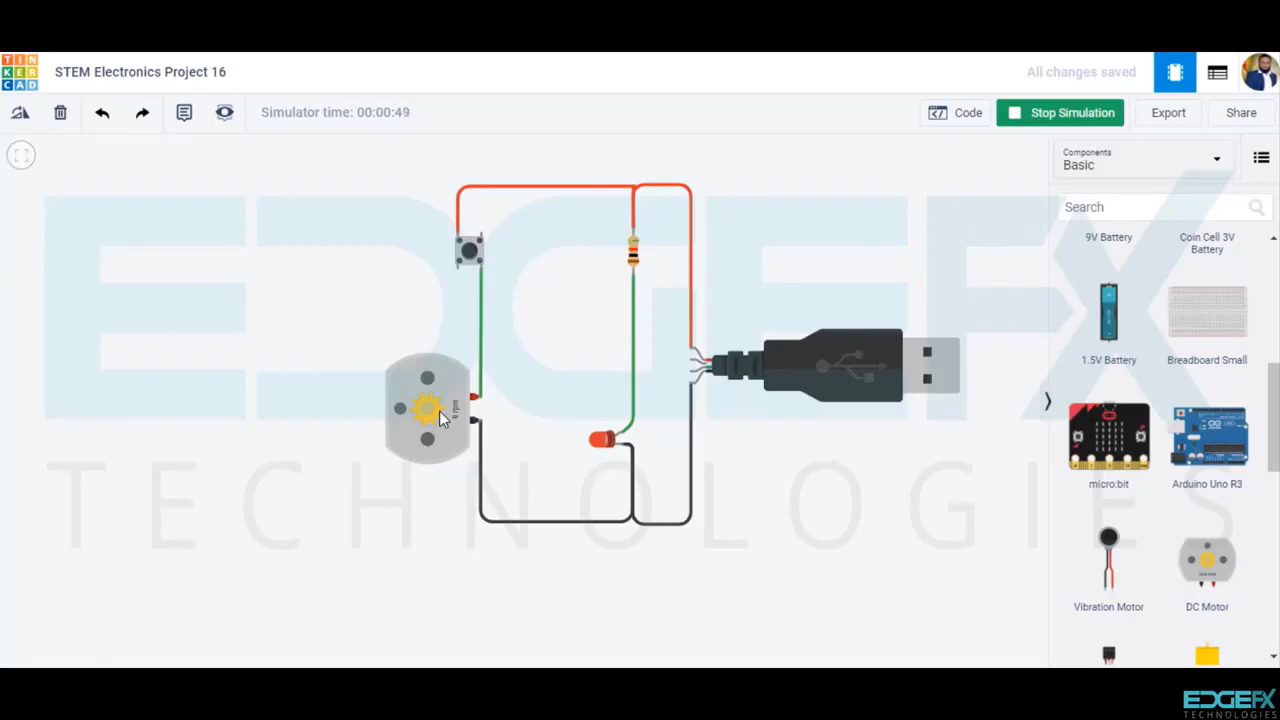 TIN
KER
CAD
STEM Electronics Project 16
All changes saved
Simulator time: 00:00:49
Code
Stop Simulation
Export
Share
Components
Basic
Search
9V Battery
Coin Cell 3V
Battery
1.5V Battery
Breadboard Small
micro:bit
Arduino Uno R3
Vibration Motor
DC Motor
0 rpm
EDGEFX
TECHNOLOGIES
EDGEFX
TECHNOLOGIES